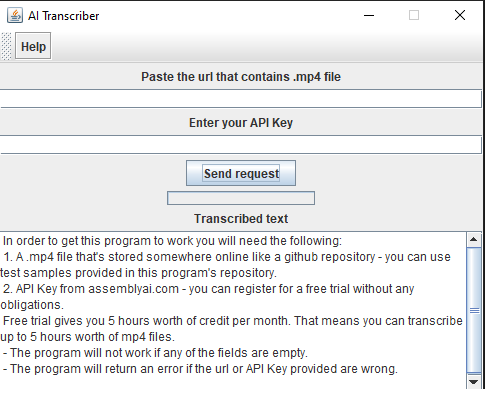 AI Transcriber
Help
Paste the url that contains .mp4 file
Enter your API Key
Send request
Transcribed text
In order to get this program to work you will need the following:
1. A .mp4 file that's stored somewhere online like a github repository - you can use
test samples provided in this program's repository.
2. API Key from assemblyai.com - you can register for a free trial without any
obligations.
Free trial gives you 5 hours worth of credit per month. That means you can transcribe
up to 5 hours worth of mp4 files.
- The program will not work if any of the fields are empty.
- The program will return an error if the url or API Key provided are wrong.